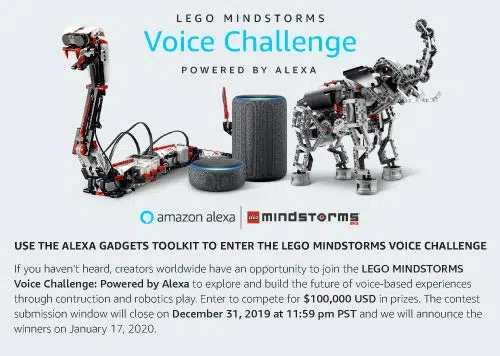 LEGO MINDSTORMS
Voice Challenge
POWERED BY ALEXA
amazon alexa | LEGO MINDSTORMS EV3
USE THE ALEXA GADGETS TOOLKIT TO ENTER THE LEGO MINDSTORMS VOICE CHALLENGE
If you haven't heard, creators worldwide have an opportunity to join the LEGO MINDSTORMS
Voice Challenge: Powered by Alexa to explore and build the future of voice-based experiences
through contruction and robotics play. Enter to compete for $100,000 USD in prizes. The contest
submission window will close on December 31, 2019 at 11:59 pm PST and we will announce the
winners on January 17, 2020.